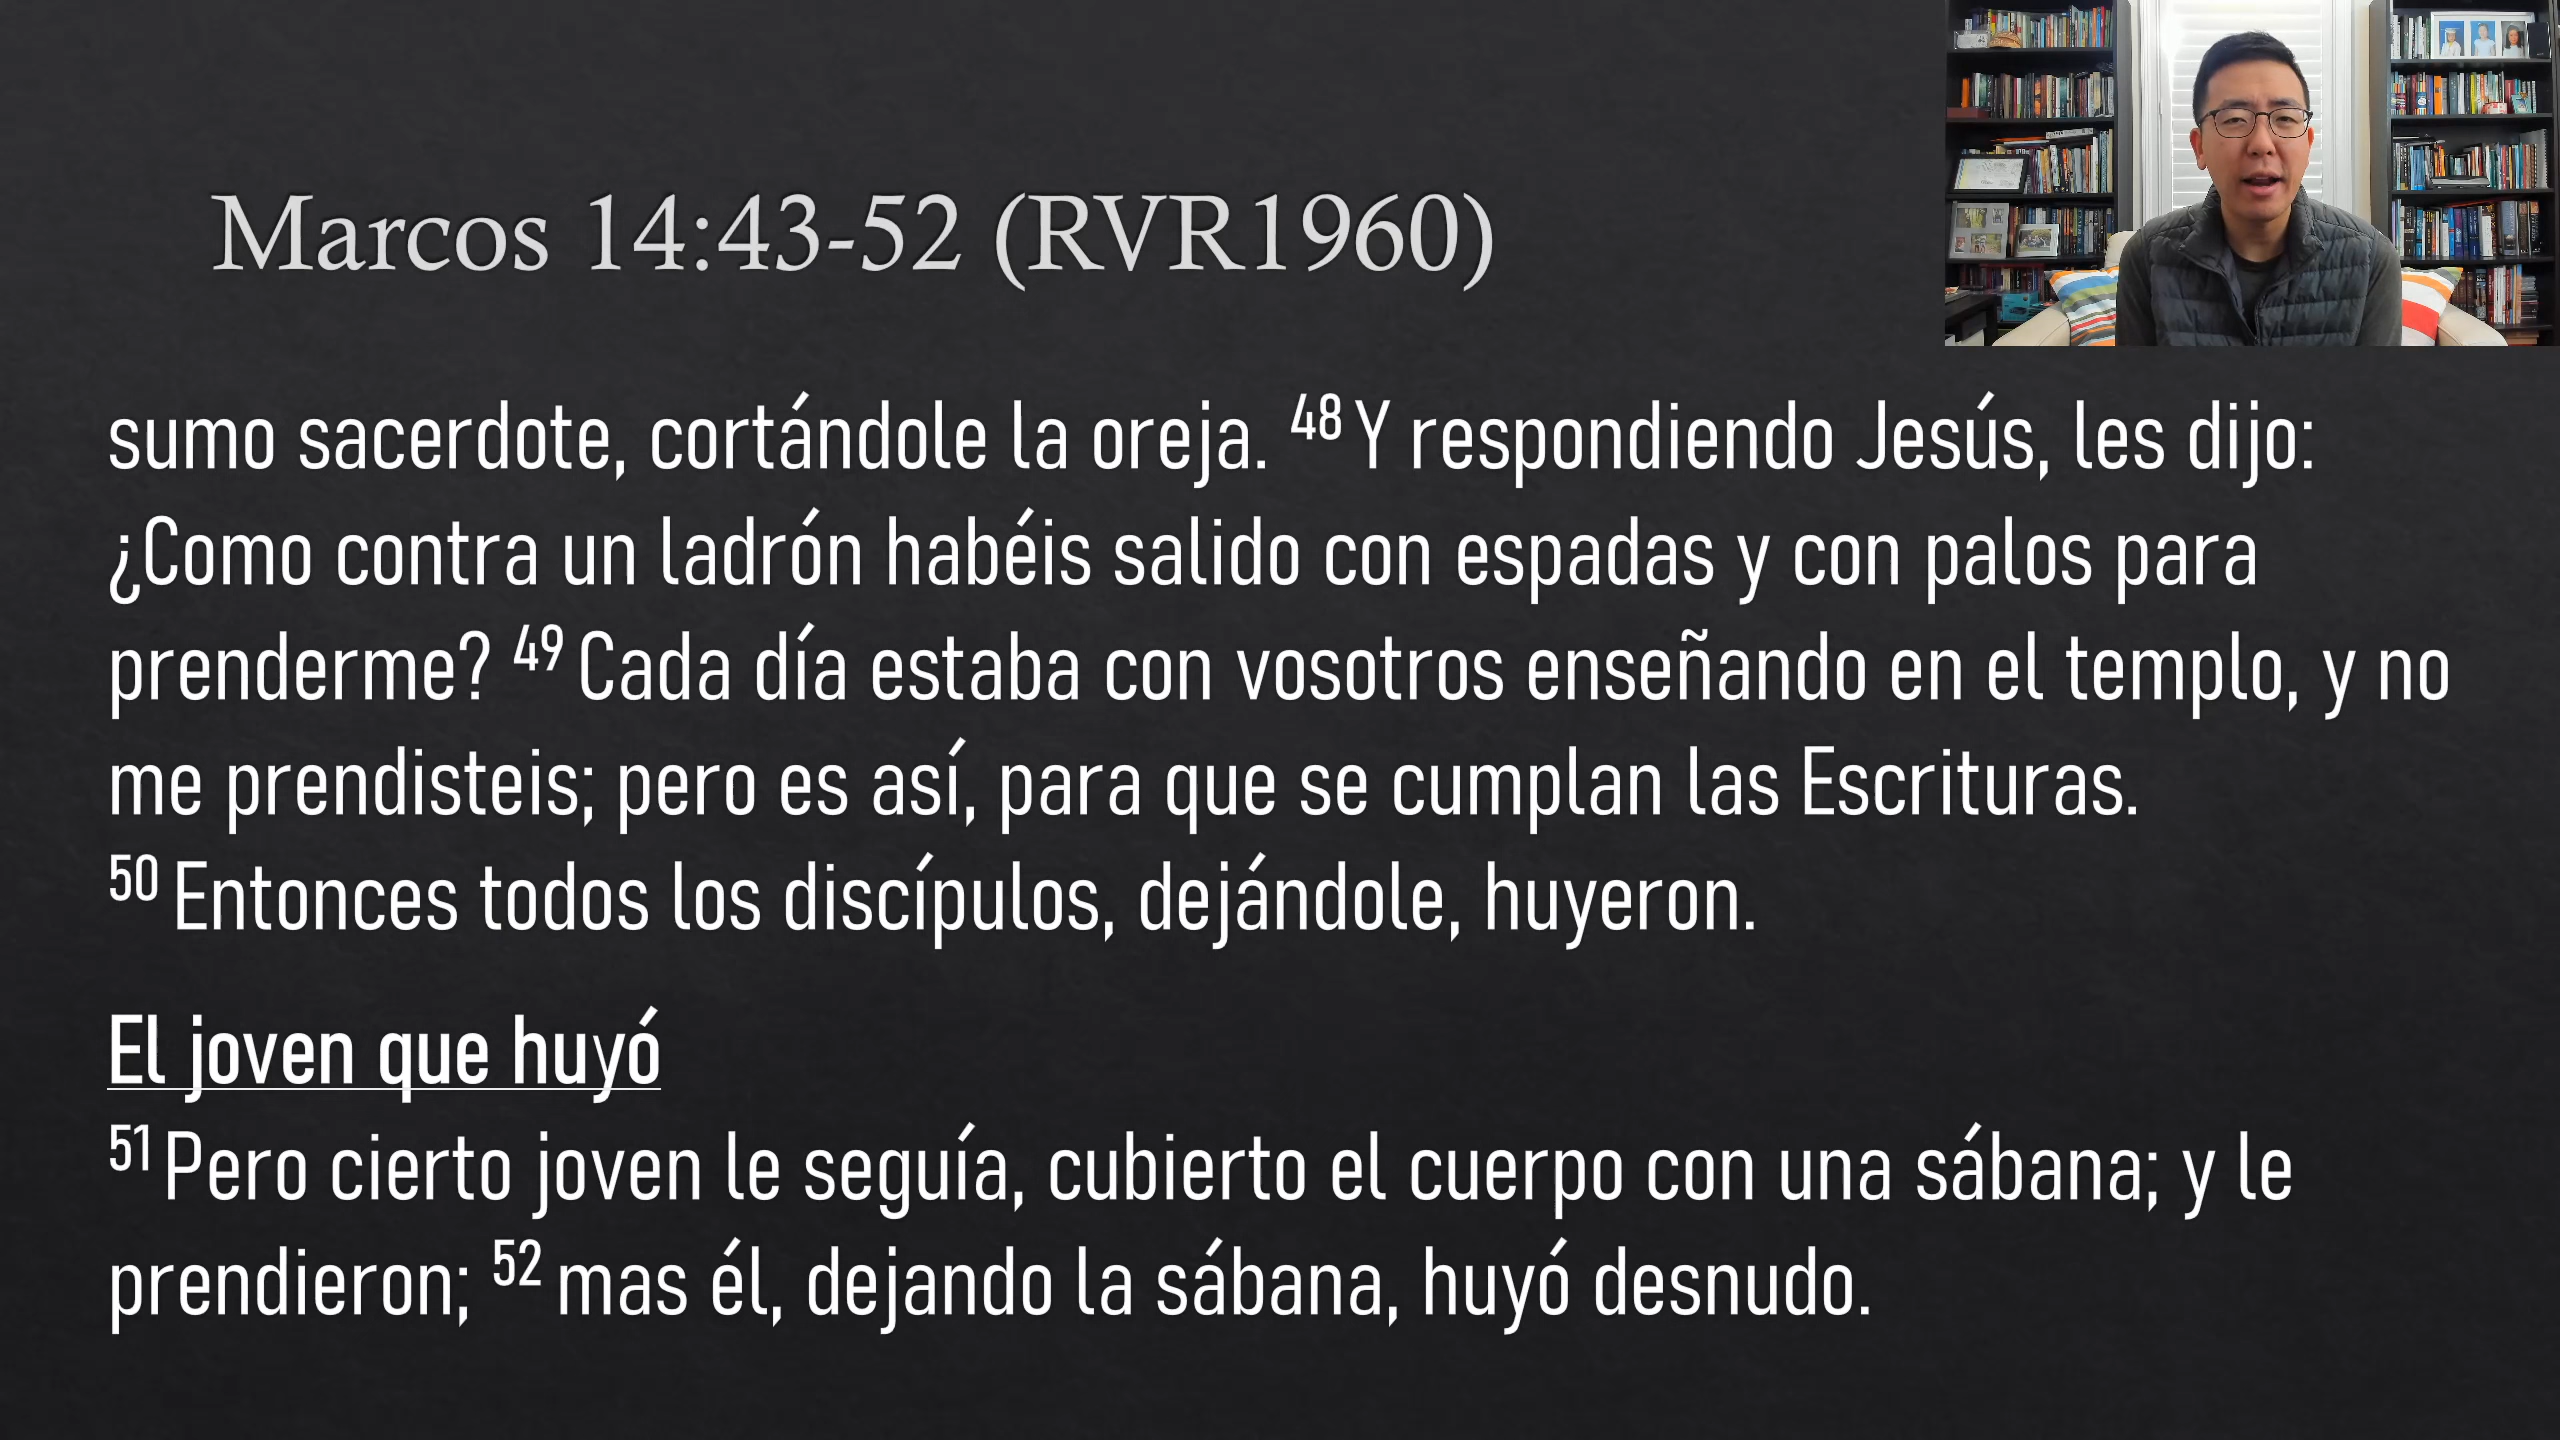 Marcos 14:43-52 (RVR1960)
sumo sacerdote, cortándole la oreja. 48 Y respondiendo Jesús, les dijo:
¿Como contra un ladrón habéis salido con espadas y con palos para
prenderme? 49 Cada día estaba con vosotros enseñando en el templo, y no
me prendisteis; pero es así, para que se cumplan las Escrituras.
50 Entonces todos los discípulos, dejándole, huyeron.
El joven que huyó
51 Pero cierto joven le seguía, cubierto el cuerpo con una sábana; y le
prendieron; 52 mas él, dejando la sábana, huyó desnudo.